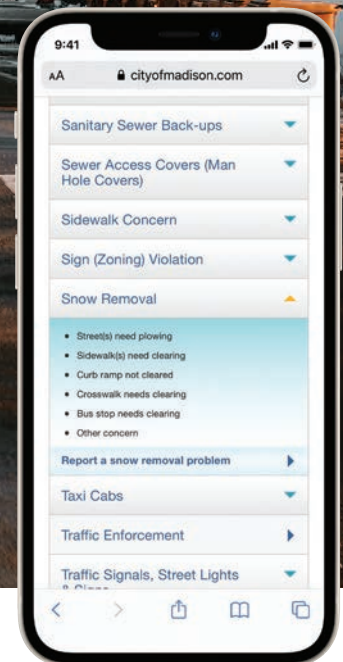 9:41
AA cityofmadison.com
Sanitary Sewer Back-ups
Sewer Access Covers (Man
Hole Covers)
Sidewalk Concern
Sign (Zoning) Violation
Snow Removal
• Street(s) need plowing
• Sidewalk(s) need clearing
• Curb ramp not cleared
• Crosswalk needs clearing
• Bus stop needs clearing
• Other concern
Report a snow removal problem
Taxi Cabs
Traffic Enforcement
Traffic Signals, Street Lights
& Signs